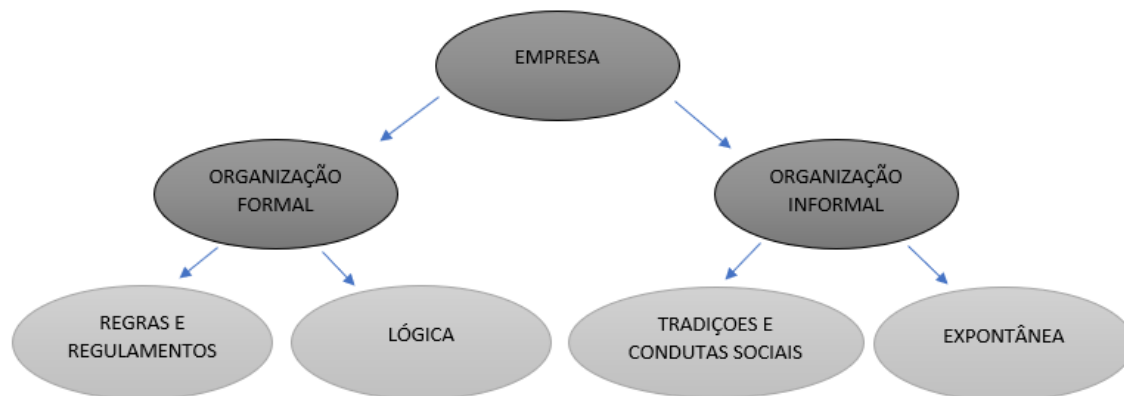 EMPRESA
ORGANIZAÇÃO
FORMAL
ORGANIZAÇÃO
INFORMAL
REGRAS E
REGULAMENTOS
LÓGICA
TRADIÇOES E
CONDUTAS SOCIAIS
EXPONTÂNEA